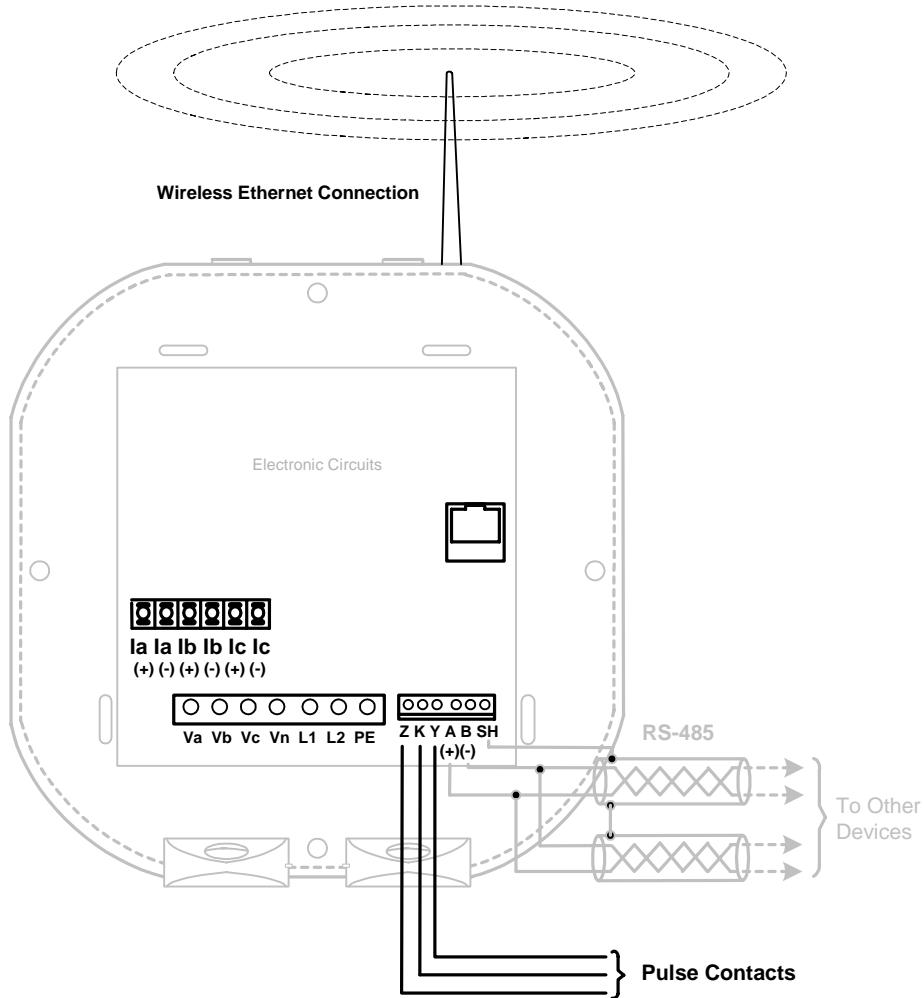 Wireless Ethernet Connection
Electronic Circuits
Ia Ia Ib Ib Ic Ic
(+) (-) (+) (-) (+) (-)
Va Vb Vc Vn L1 L2 PE
Z K Y A B SH
(+) (-)
RS-485
To Other
Devices
Pulse Contacts